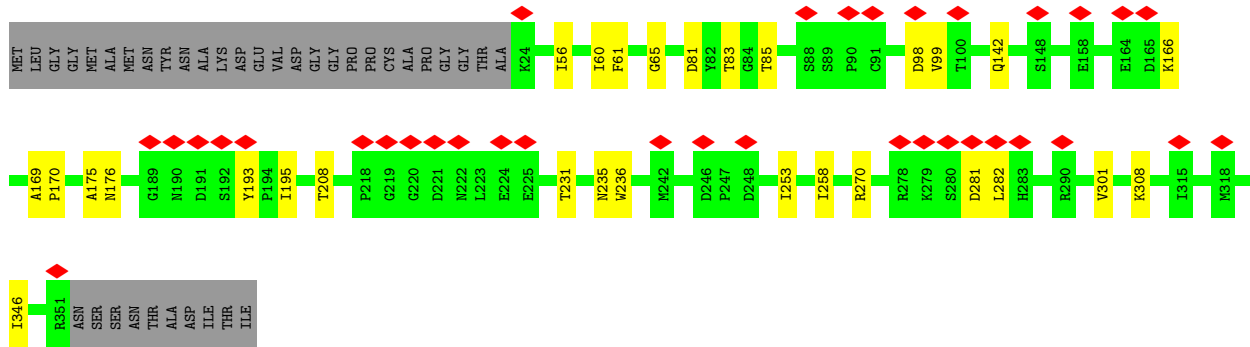 MET LEU GLY GLY MET ALA MET ASN TYR ASN ALA LYS ASP GLU VAL ASP GLY GLY PRO PRO CYS ALA PRO GLY GLY THR ALA K24 I56 I60 F61 G65 D81 Y82 T83 G84 T85 S88 S89 P90 C91 D98 V99 T100 Q142 S148 E158 E164 D165 K166
A169 P170 A175 N176 G189 N190 D191 S192 Y193 P194 I195 T208 P218 G219 G220 D221 N222 L223 E224 E225 T231 N235 W236 M242 D246 P247 D248 I253 I258 R270 R278 K279 S280 D281 L282 H283 R290 V301 K308 I315 M318
I346 R351 ASN SER SER ASN THR ALA ASP ILE THR ILE